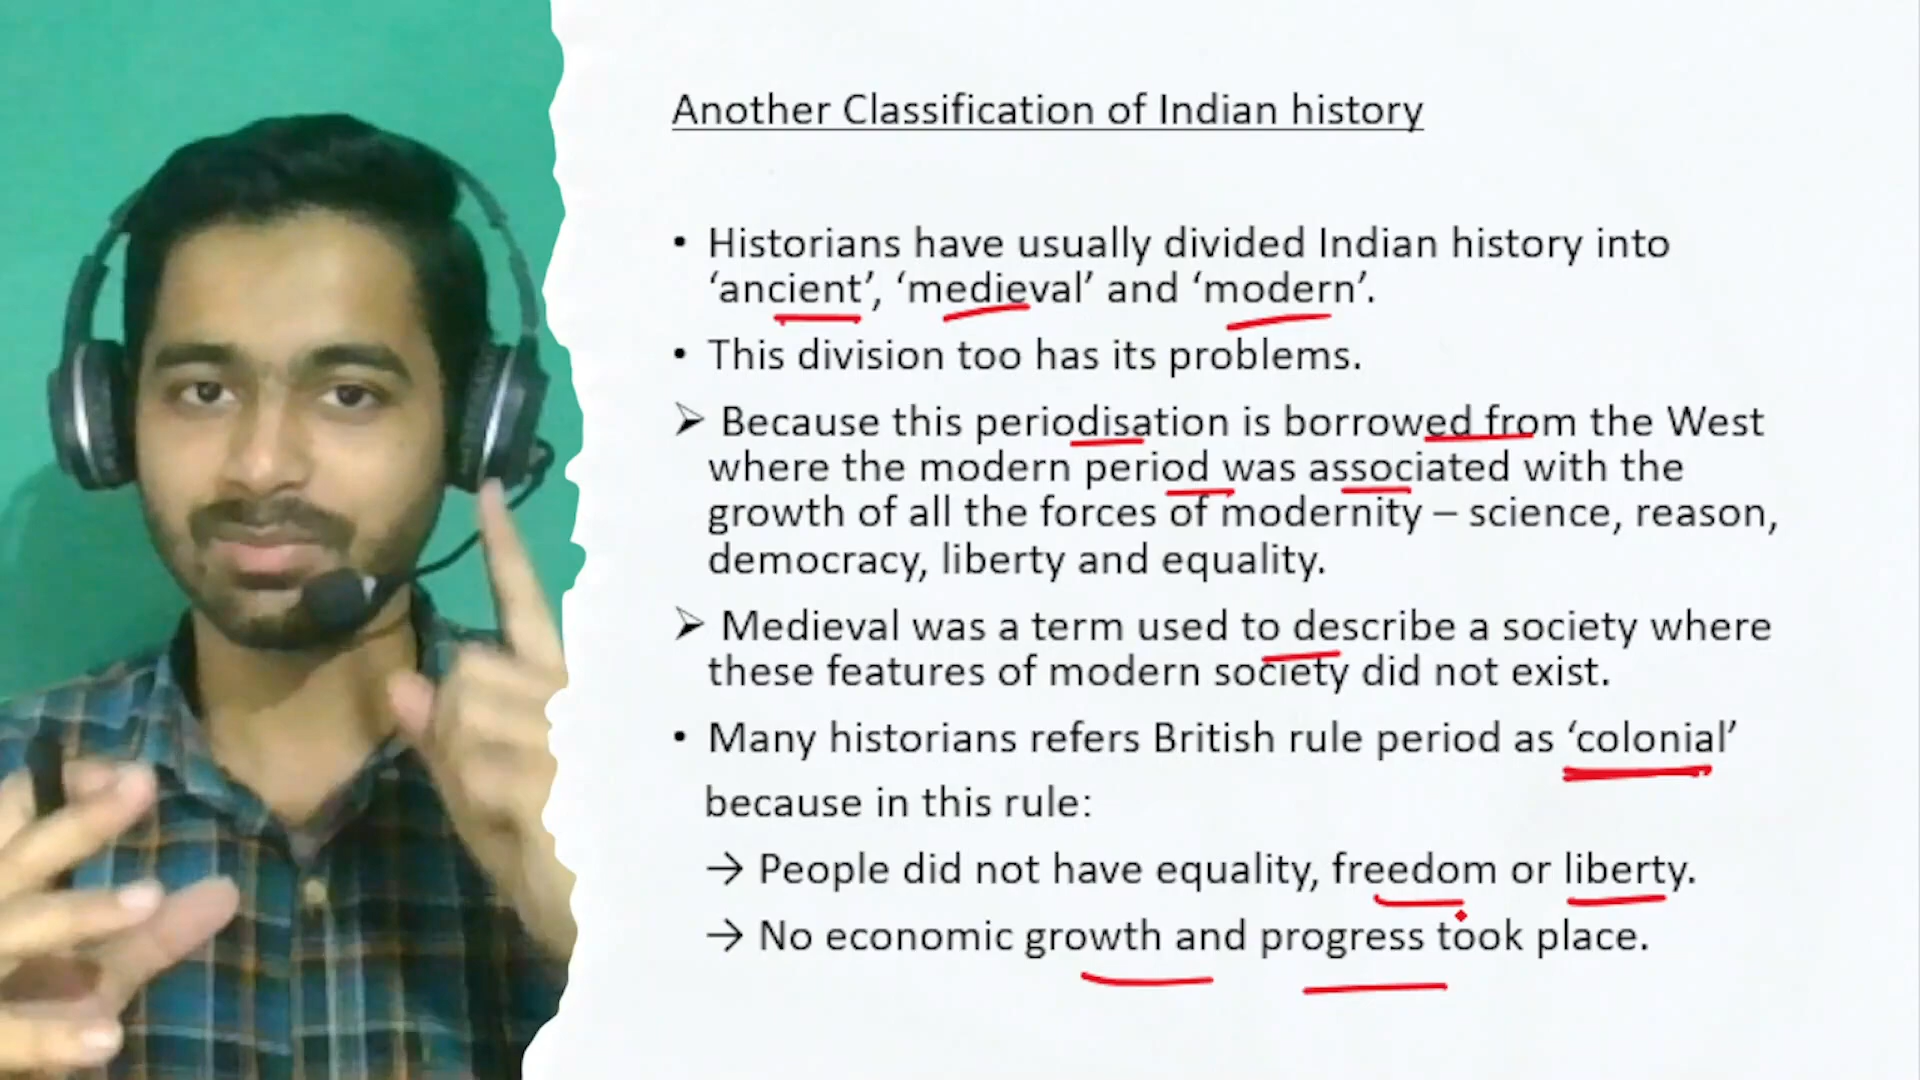 Another Classification of Indian history
• Historians have usually divided Indian history into
‘ancient’, ‘medieval’ and ‘modern’.
• This division too has its problems.
➢ Because this periodisation is borrowed from the West
where the modern period was associated with the
growth of all the forces of modernity – science, reason,
democracy, liberty and equality.
➢ Medieval was a term used to describe a society where
these features of modern society did not exist.
• Many historians refers British rule period as ‘colonial’
because in this rule:
→ People did not have equality, freedom or liberty.
→ No economic growth and progress took place.